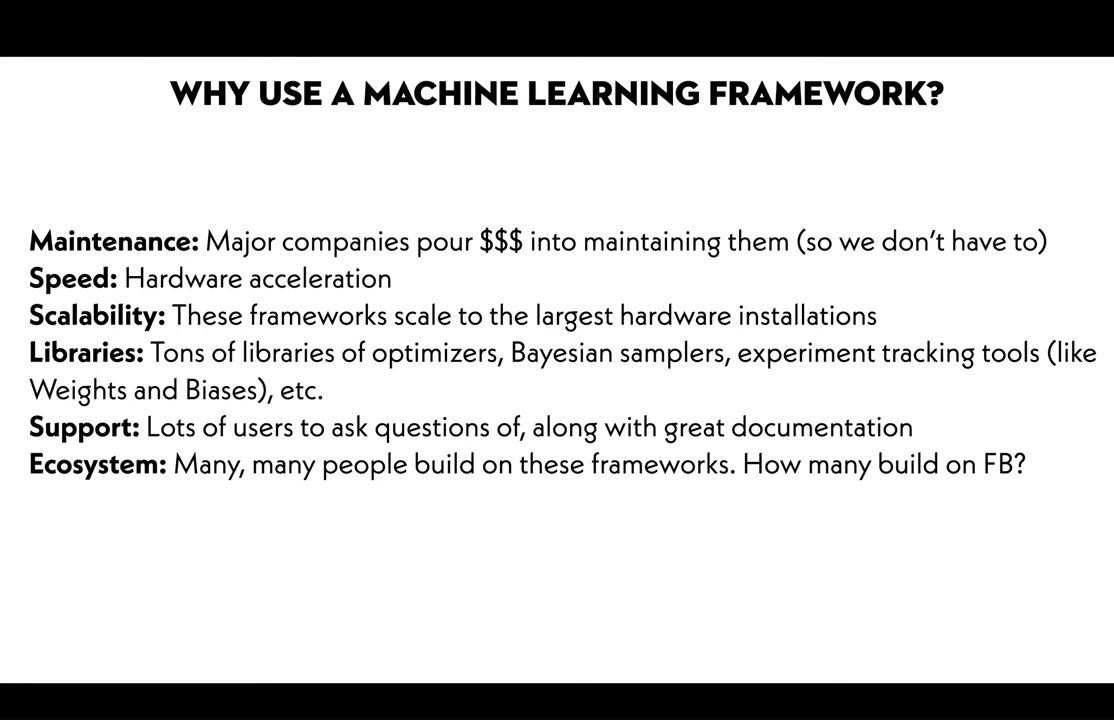 WHY USE A MACHINE LEARNING FRAMEWORK?
Maintenance: Major companies pour $$$ into maintaining them (so we don't have to)
Speed: Hardware acceleration
Scalability: These frameworks scale to the largest hardware installations
Libraries: Tons of libraries of optimizers, Bayesian samplers, experiment tracking tools (like
Weights and Biases), etc.
Support: Lots of users to ask questions of, along with great documentation
Ecosystem: Many, many people build on these frameworks. How many build on FB?